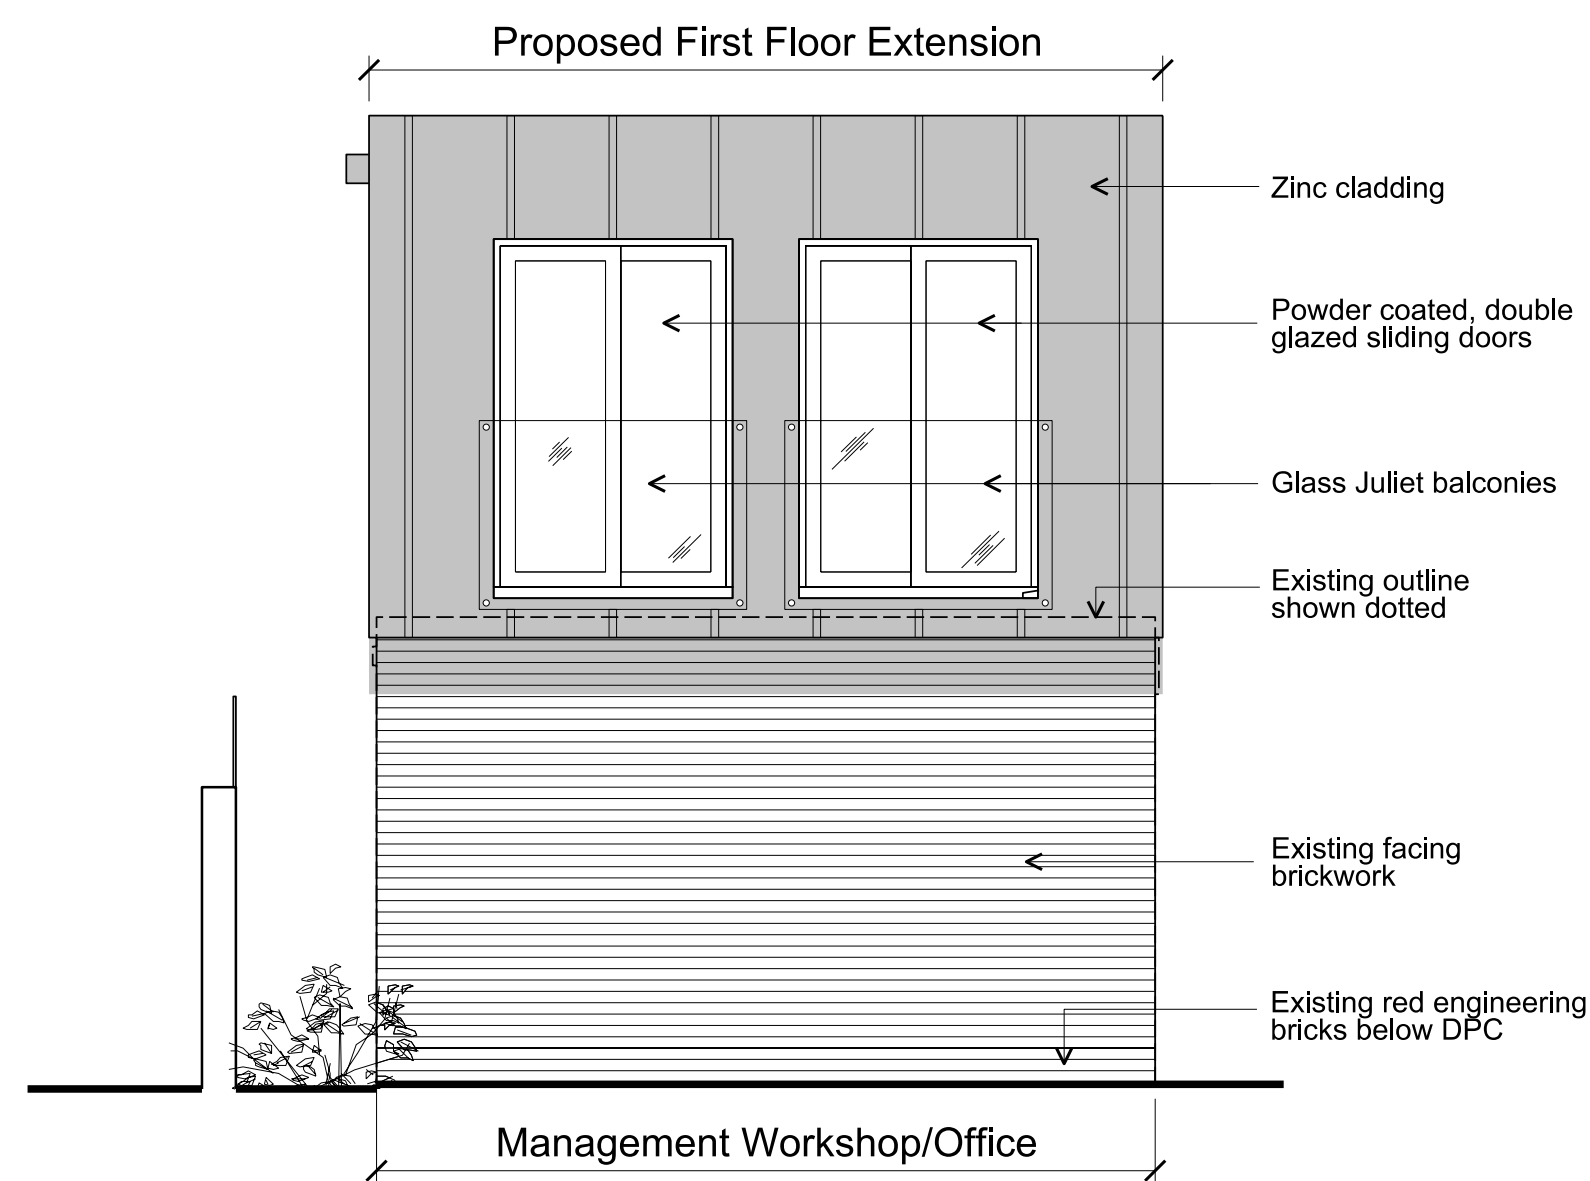 Proposed First Floor Extension
Zinc cladding
Powder coated, double
glazed sliding doors
Glass Juliet balconies
Existing outline
shown dotted
Existing facing
brickwork
Existing red engineering
bricks below DPC
Management Workshop/Office